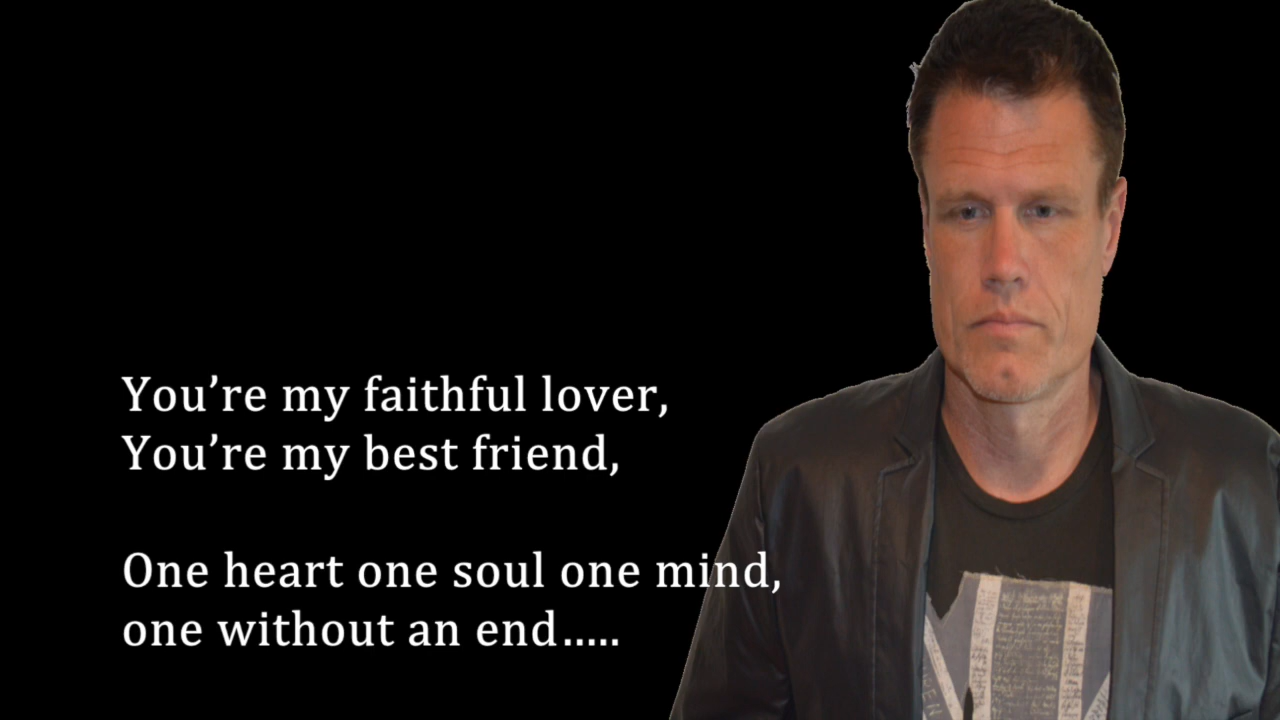 You’re my faithful lover,
You’re my best friend,
One heart one soul one mind,
one without an end.....